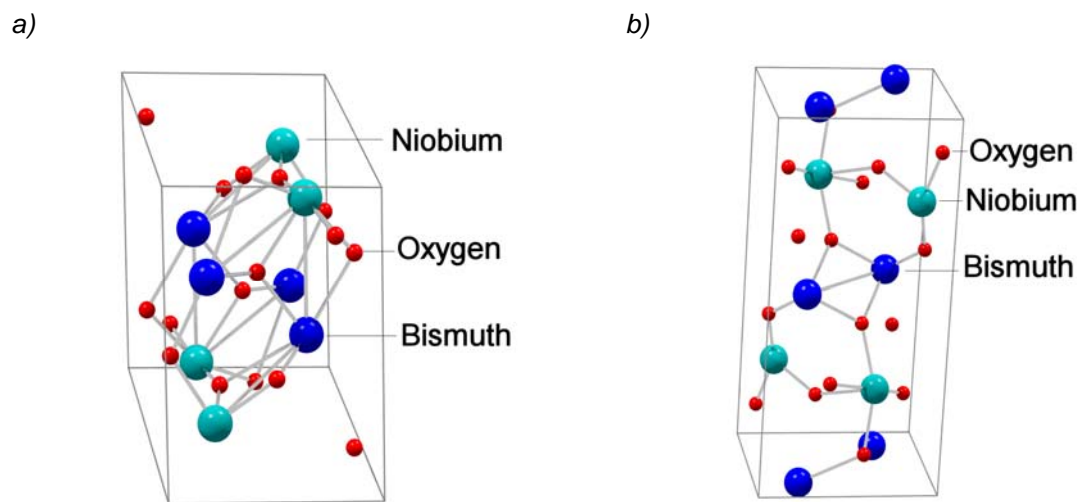 a)
b)
Niobium
Oxygen
Bismuth
Oxygen
Niobium
Bismuth